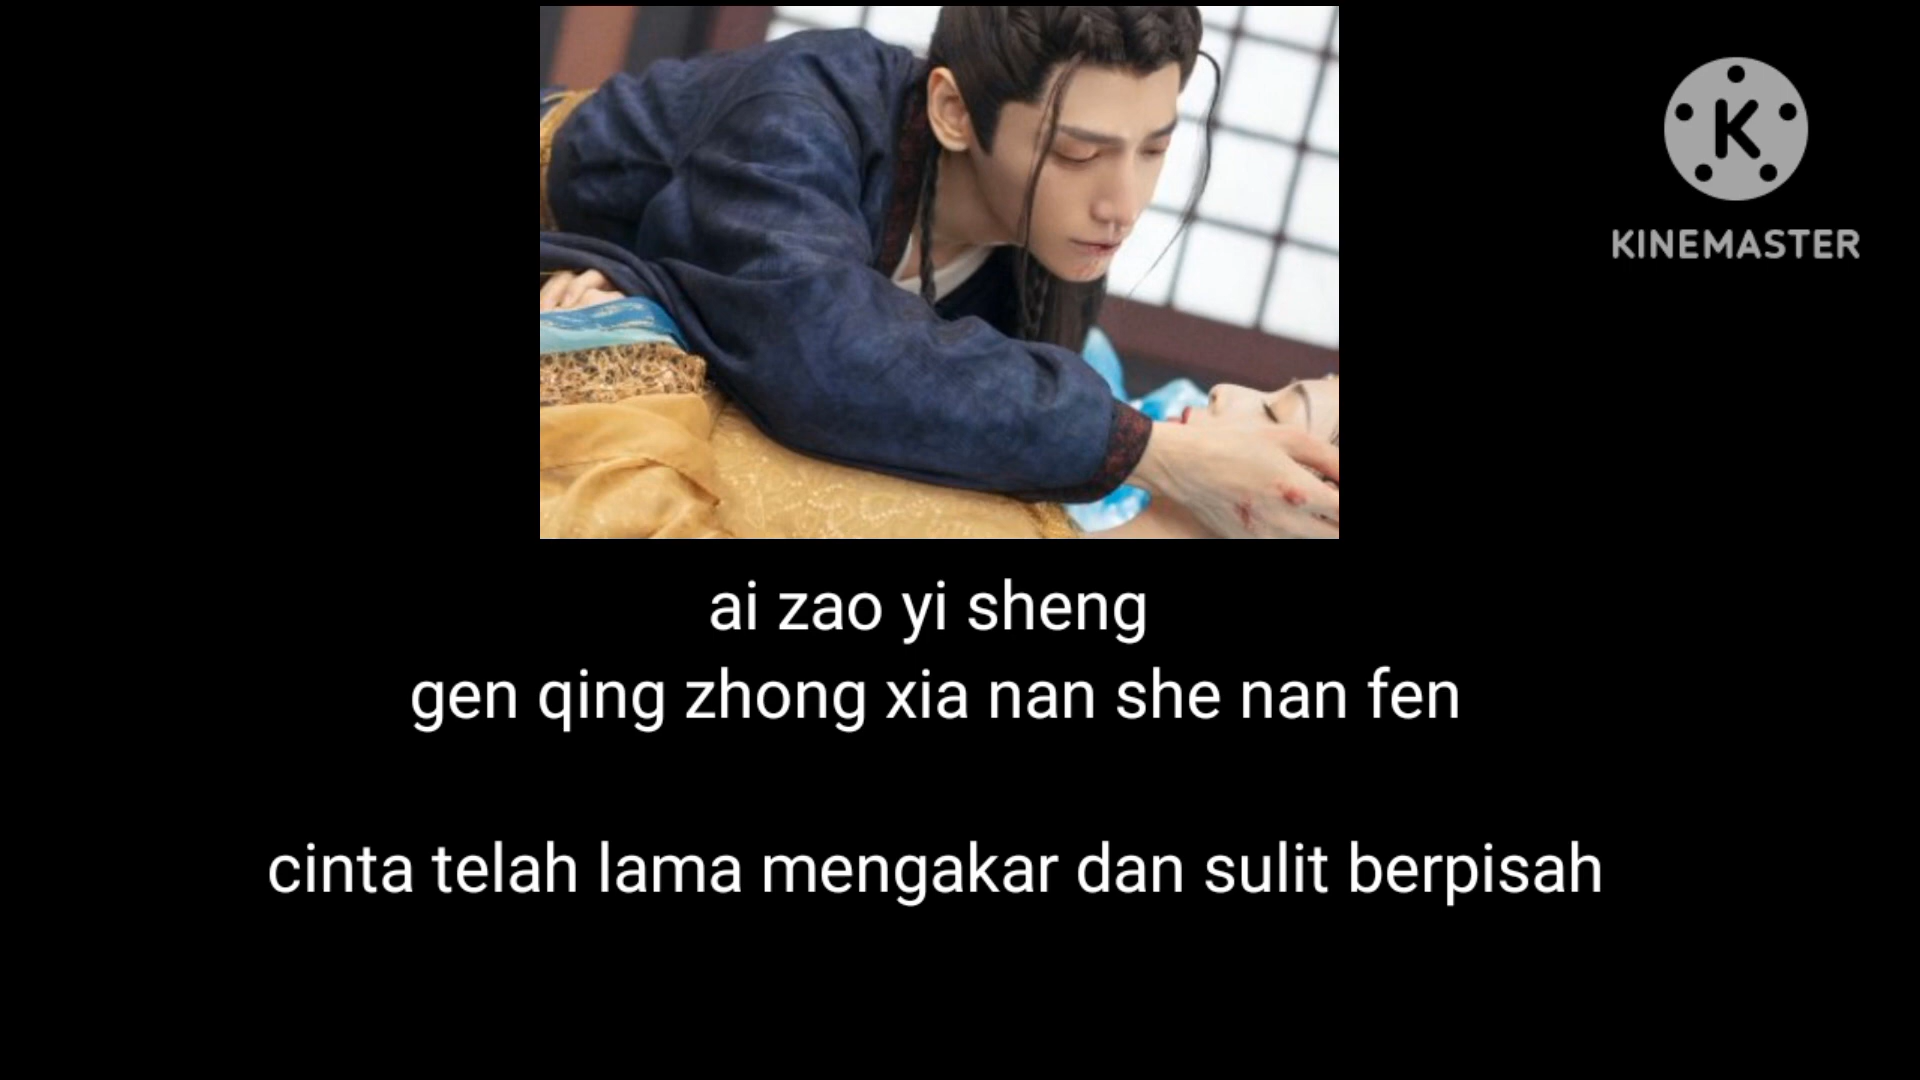 K
KINEMASTER
ai zao yi sheng
gen qing zhong xia nan she nan fen
cinta telah lama mengakar dan sulit berpisah